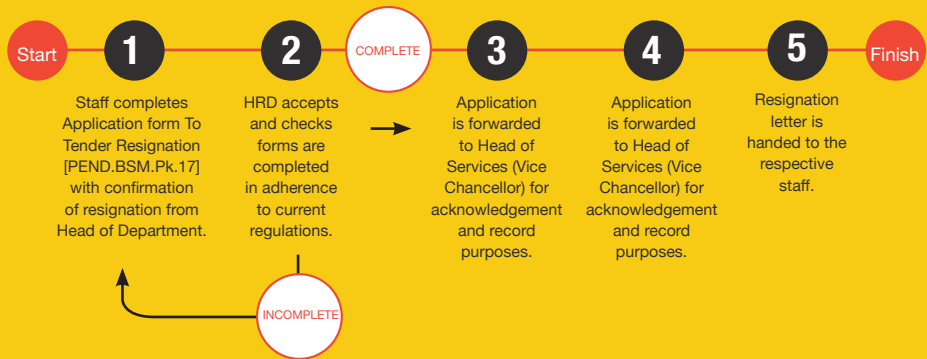 Start
1
2
COMPLETE
3
4
5
Finish
Staff completes
Application form To
Tender Resignation
[PEND.BSM.Pk.17]
with confirmation
of resignation from
Head of Department.
HRD accepts
and checks
forms are
completed
in adherence
to current
regulations.
Application
is forwarded
to Head of
Services (Vice
Chancellor) for
acknowledgement
and record
purposes.
Application
is forwarded
to Head of
Services (Vice
Chancellor) for
acknowledgement
and record
purposes.
Resignation
letter is
handed to the
respective
staff.
INCOMPLETE